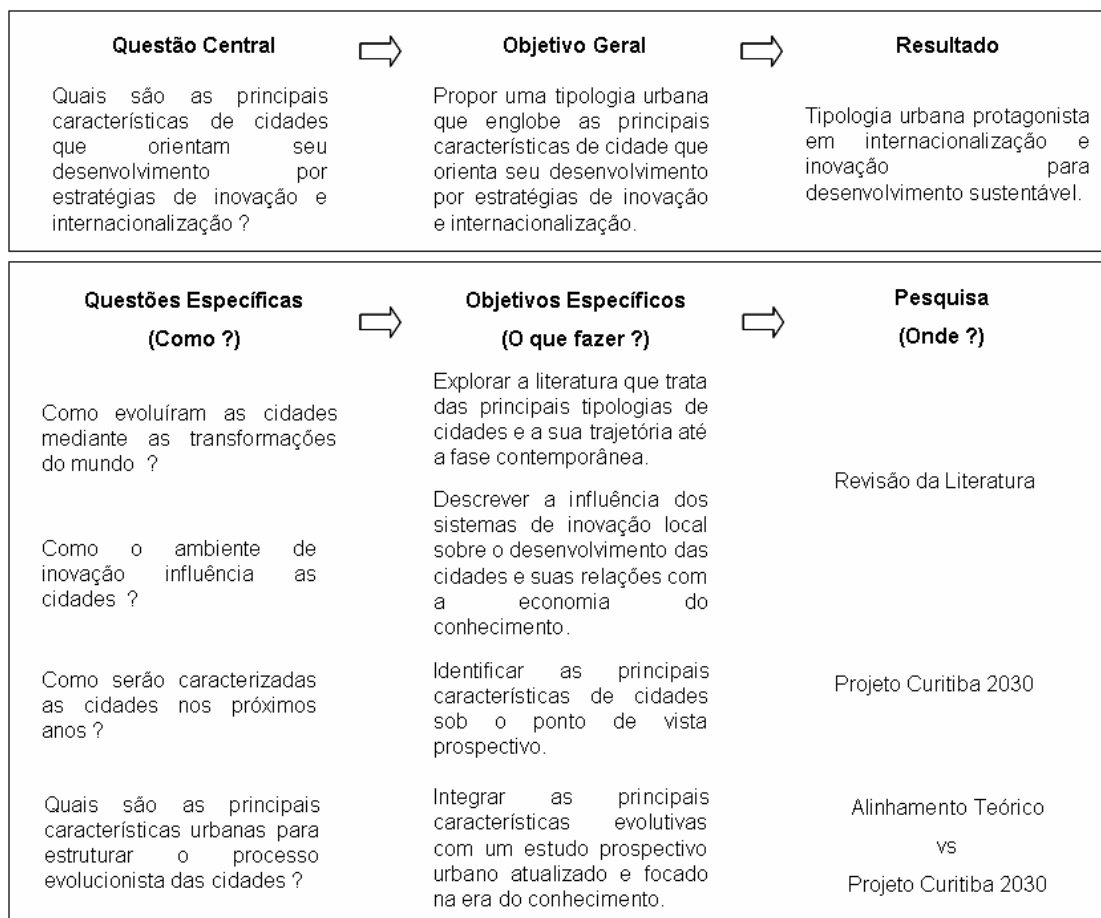 Questão Central
Objetivo Geral
Resultado
Quais são as principais
características de cidades
que orientam seu
desenvolvimento por
estratégias de inovação e
internacionalização ?
Propor uma tipologia urbana
que englobe as principais
características de cidade que
orienta seu desenvolvimento
por estratégias de inovação
e internacionalização.
Tipologia urbana protagonista
em internacionalização e
inovação para
desenvolvimento sustentável.
Questões Específicas
(Como ?)
Objetivos Específicos
(O que fazer ?)
Pesquisa
(Onde ?)
Como evoluíram as cidades
mediante as transformações
do mundo ?
Explorar a literatura que trata
das principais tipologias de
cidades e a sua trajetória até
a fase contemporânea.
Revisão da Literatura
Como o ambiente de
inovação influência as
cidades ?
Descrever a influência dos
sistemas de inovação local
sobre o desenvolvimento das
cidades e suas relações com
a economia do
conhecimento.
Como serão caracterizadas
as cidades nos próximos
anos ?
Identificar as principais
características de cidades
sob o ponto de vista
prospectivo.
Projeto Curitiba 2030
Quais são as principais
características urbanas para
estruturar o processo
evolucionista das cidades ?
Integrar as principais
características evolutivas
com um estudo prospectivo
urbano atualizado e focado
na era do conhecimento.
Alinhamento Teórico
vs
Projeto Curitiba 2030